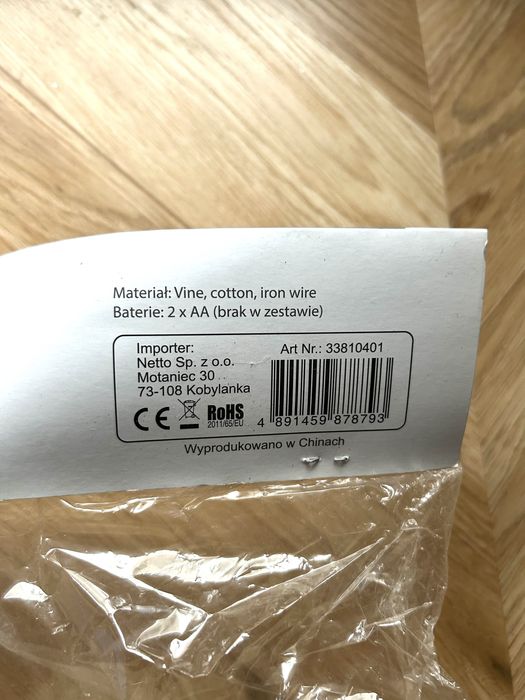 Materiał: Vine, cotton, iron wire
Baterie: 2 x AA (brak w zestawie)
Importer:
Netto Sp. z o.o.
Motaniec 30
73-108 Kobylanka
Art Nr.: 33810401
CE
RoHS
2011/65/EU
4 891459 878793
Wyprodukowano w Chinach